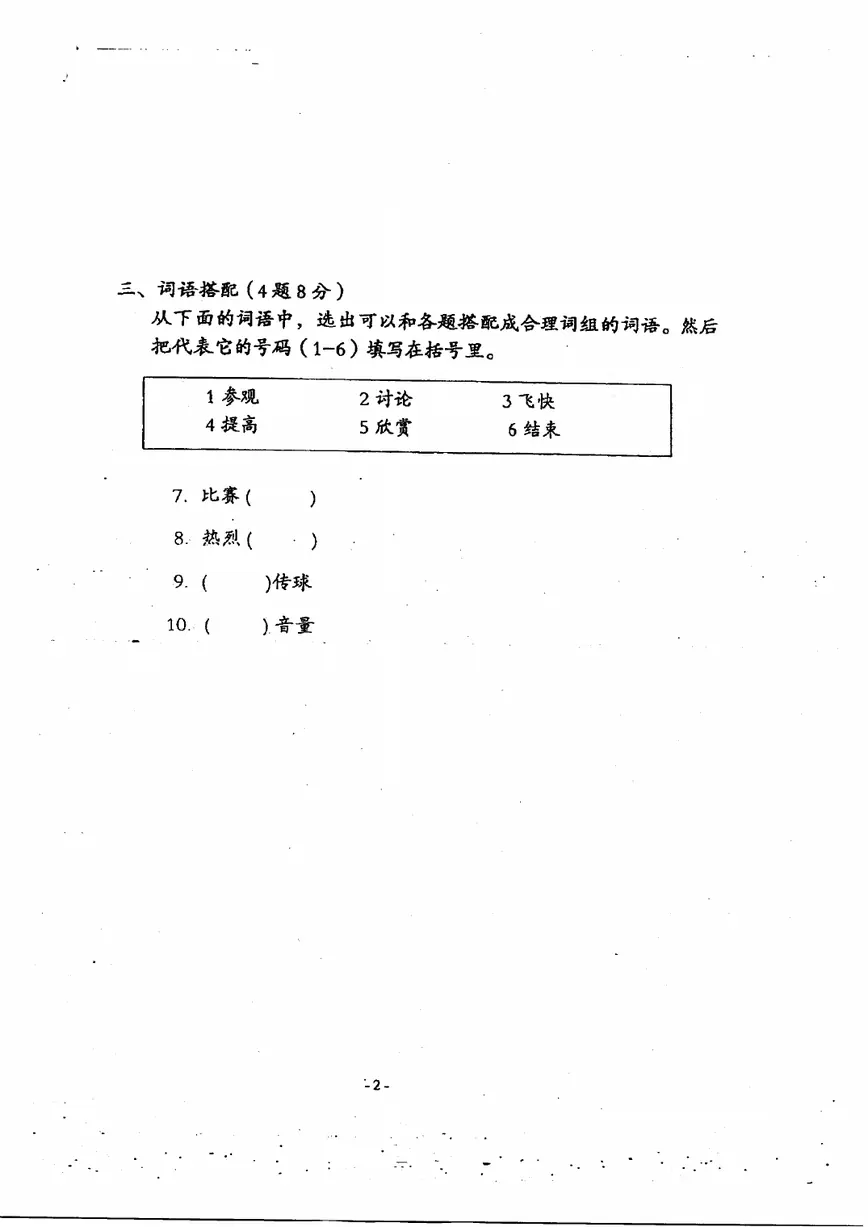 三、词语搭配（4题8分）
从下面的词语中，选出可以和各题搭配成合理词组的词语。然后
把代表它的号码（1-6）填写在括号里。
1 参观 2 讨论 3 飞快
4 提高 5 欣赏 6 结束
7. 比赛( )
8. 热烈( )
9. ( )传球
10. ( )音量
-2-